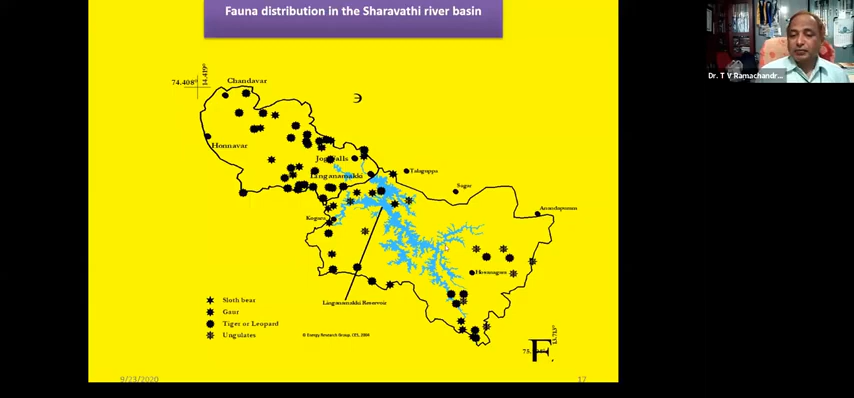 Fauna distribution in the Sharavathi river basin
Dr. T V Ramachandr...
14.419°
74.408°
Chandavar
Honnavar
Jog Falls
Linganamakki
Talaguppa
Sagar
Anandapuram
Kogara
Hosanagara
Linganamakki Reservoir
Sloth bear
Gaur
Tiger or Leopard
Ungulates
© Energy Research Group, CES, 2004
9/23/2020
17